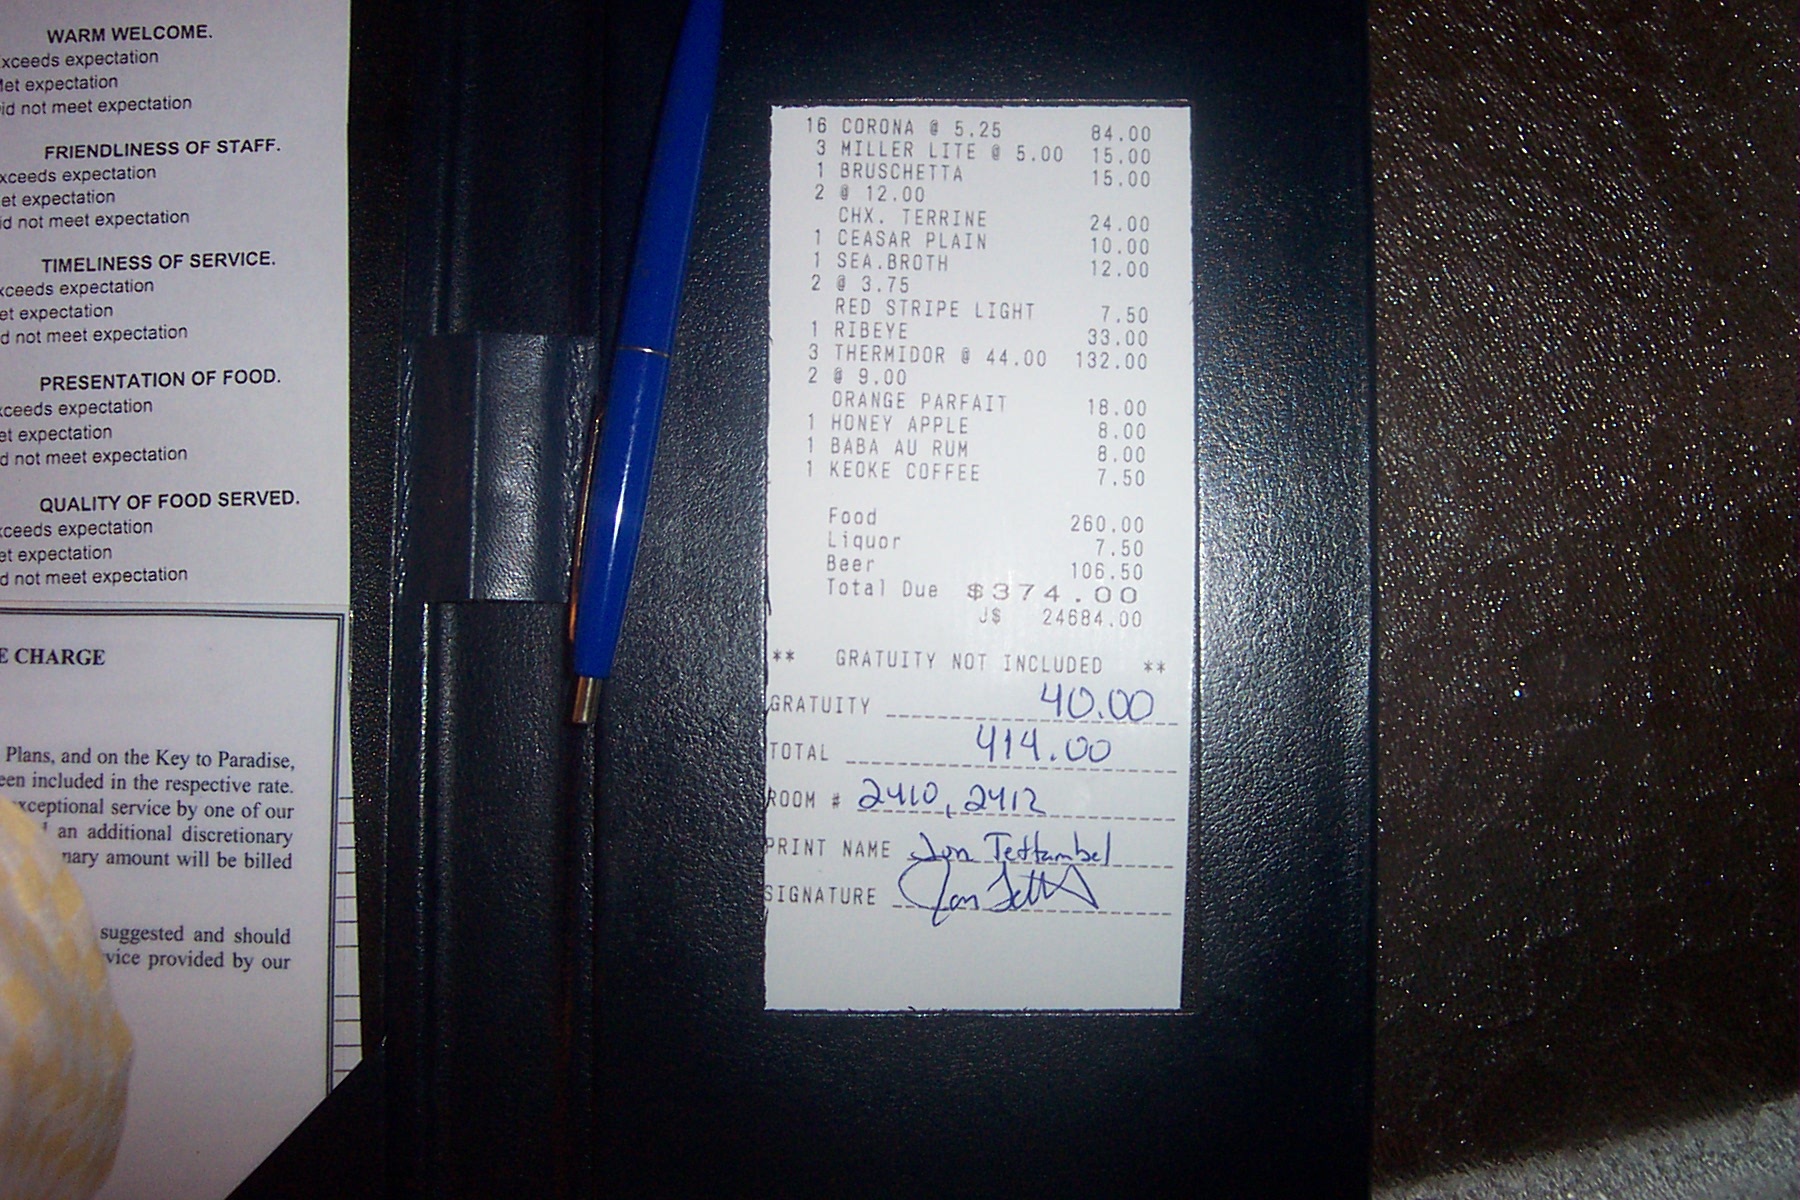 WARM WELCOME.
xceeds expectation
et expectation
id not meet expectation
FRIENDLINESS OF STAFF.
xceeds expectation
et expectation
id not meet expectation
TIMELINESS OF SERVICE.
xceeds expectation
et expectation
d not meet expectation
PRESENTATION OF FOOD.
xceeds expectation
et expectation
d not meet expectation
QUALITY OF FOOD SERVED.
xceeds expectation
et expectation
d not meet expectation
E CHARGE
Plans, and on the Key to Paradise,
een included in the respective rate.
xceptional service by one of our
an additional discretionary
nary amount will be billed
suggested and should
vice provided by our
16 CORONA @ 5.25 84.00
3 MILLER LITE @ 5.00 15.00
1 BRUSCHETTA 15.00
2 @ 12.00
CHX. TERRINE 24.00
1 CEASAR PLAIN 10.00
1 SEA.BROTH 12.00
2 @ 3.75
RED STRIPE LIGHT 7.50
1 RIBEYE 33.00
3 THERMIDOR @ 44.00 132.00
2 @ 9.00
ORANGE PARFAIT 18.00
1 HONEY APPLE 8.00
1 BABA AU RUM 8.00
1 KEOKE COFFEE 7.50
Food 260.00
Liquor 7.50
Beer 106.50
Total Due $374.00
J$ 24684.00
** GRATUITY NOT INCLUDED **
GRATUITY 40.00
TOTAL 414.00
ROOM # 2410, 2412
PRINT NAME Jon Tettambel
SIGNATURE Jon Tett